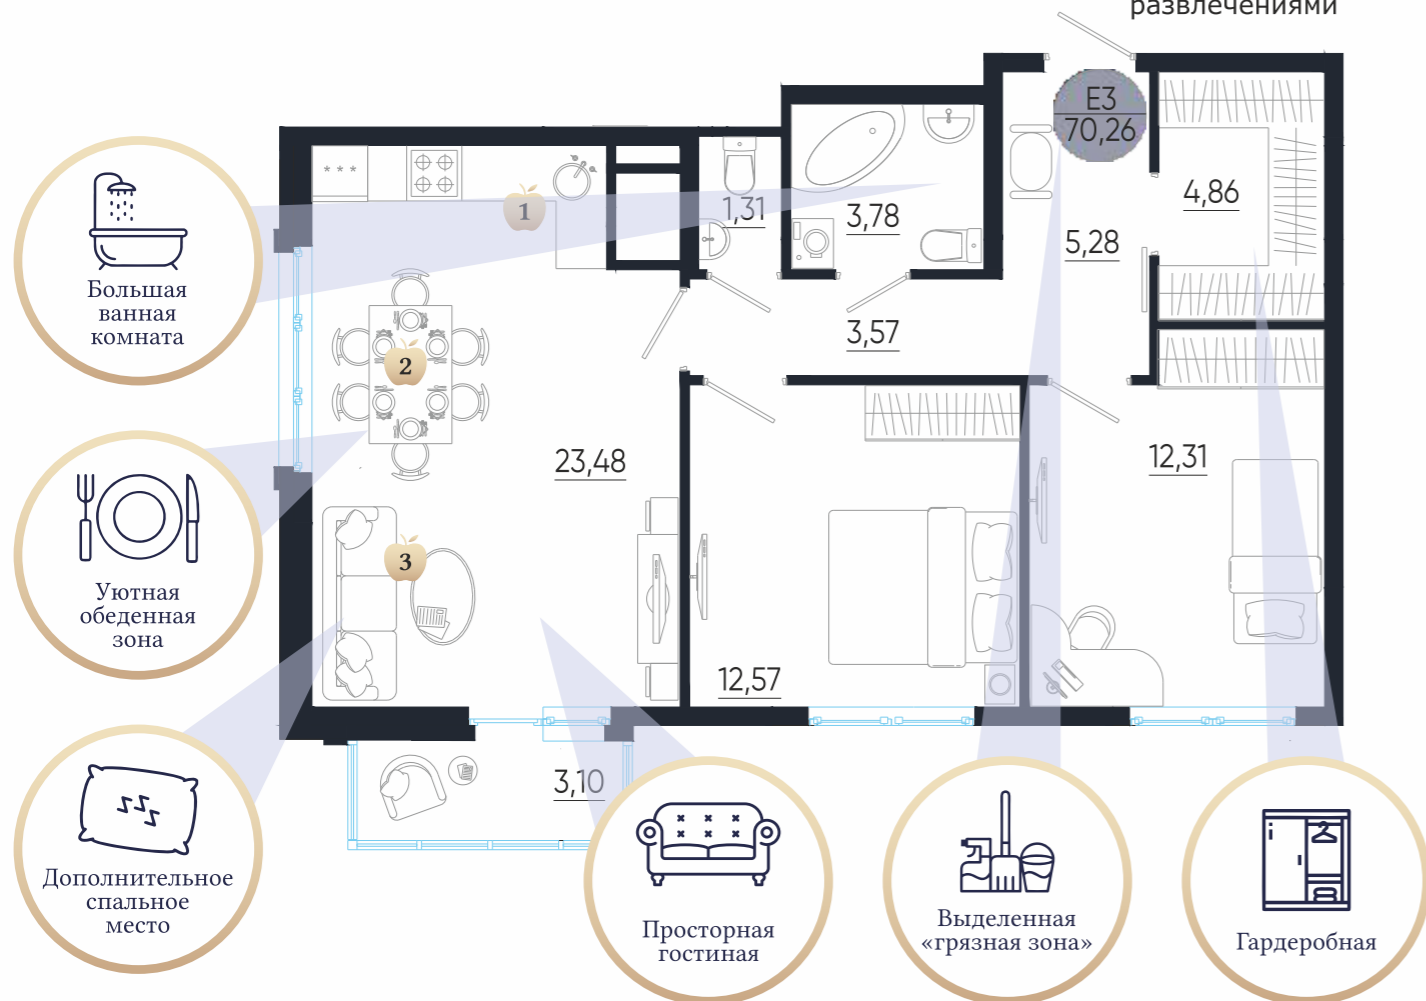 развлечениями
Е3
70,26
1
1,31
3,78
4,86
5,28
Большая
ванная
комната
3,57
2
23,48
12,31
3
Уютная
обеденная
зона
12,57
3,10
Дополнительное
спальное
место
Просторная
гостиная
Выделенная
«грязная зона»
Гардеробная